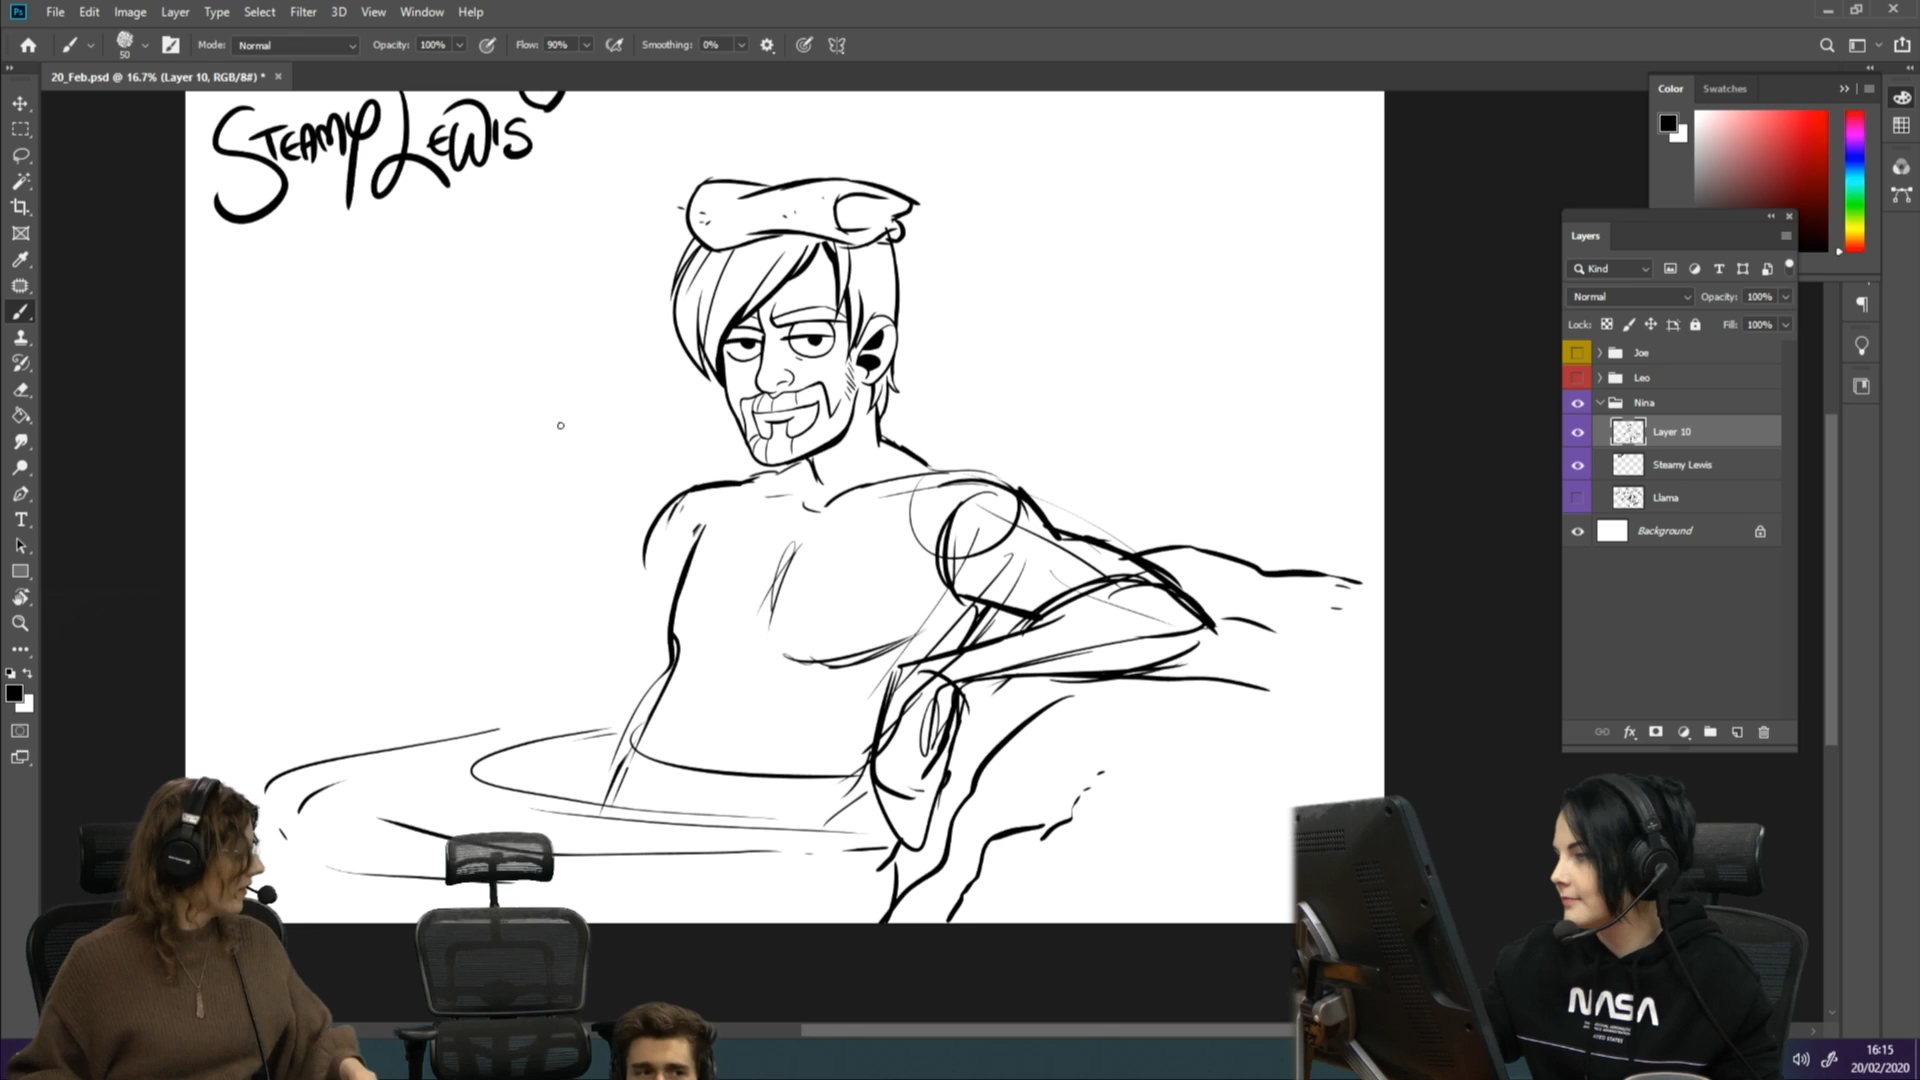 Ps File Edit Image Layer Type Select Filter 3D View Window Help
50 Mode: Normal Opacity: 100% Flow: 90% Smoothing: 0%
20_Feb.psd @ 16.7% (Layer 10, RGB/8#) *
STEAMY LEWIS
Color Swatches
Layers
Kind
Normal Opacity: 100%
Lock: Fill: 100%
Joe
Leo
Nina
Layer 10
Steamy Lewis
Llama
Background
NASA
16:15
20/02/2020